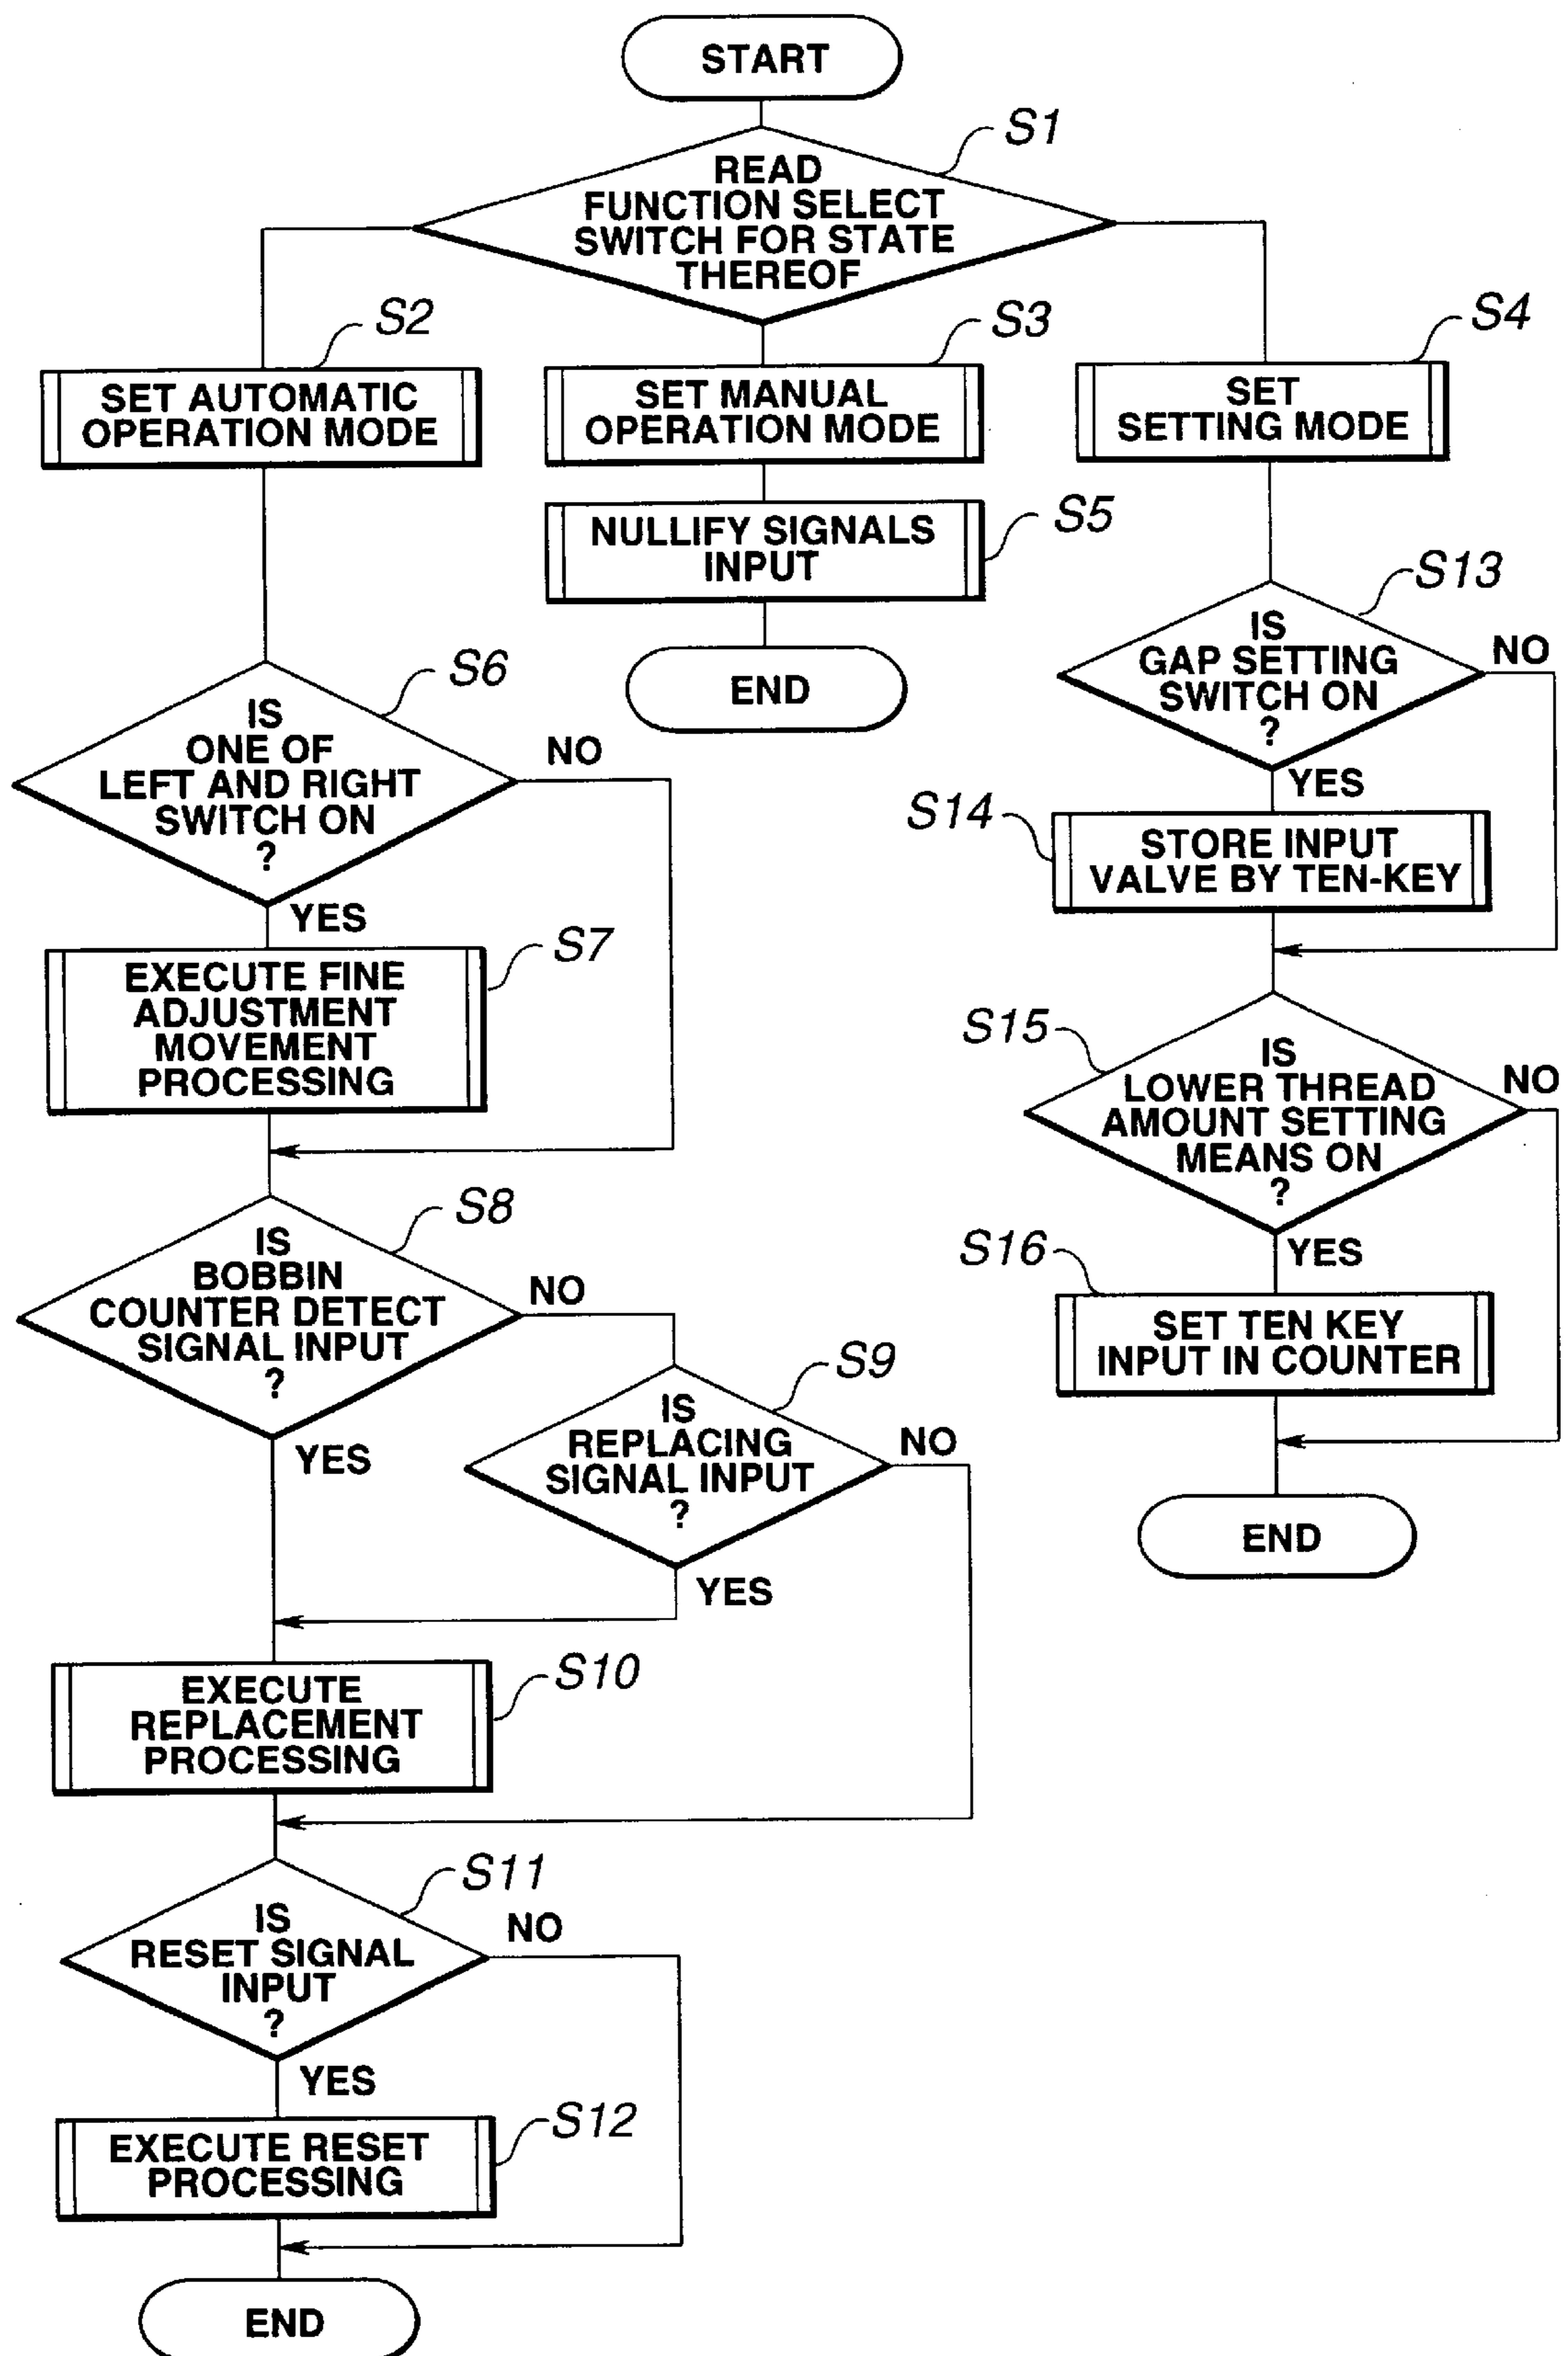 START
S1
READ
FUNCTION SELECT
SWITCH FOR STATE
THEREOF
S2
SET AUTOMATIC
OPERATION MODE
S3
SET MANUAL
OPERATION MODE
S4
SET
SETTING MODE
S5
NULLIFY SIGNALS
INPUT
END
S6
IS
ONE OF
LEFT AND RIGHT
SWITCH ON
?
NO
YES
S7
EXECUTE FINE
ADJUSTMENT
MOVEMENT
PROCESSING
S8
IS
BOBBIN
COUNTER DETECT
SIGNAL INPUT
?
NO
YES
S9
IS
REPLACING
SIGNAL INPUT
?
NO
YES
S10
EXECUTE
REPLACEMENT
PROCESSING
S11
IS
RESET SIGNAL
INPUT
?
NO
YES
S12
EXECUTE RESET
PROCESSING
END
S13
IS
GAP SETTING
SWITCH ON
?
NO
YES
S14
STORE INPUT
VALVE BY TEN-KEY
S15
IS
LOWER THREAD
AMOUNT SETTING
MEANS ON
?
NO
YES
S16
SET TEN KEY
INPUT IN COUNTER
END